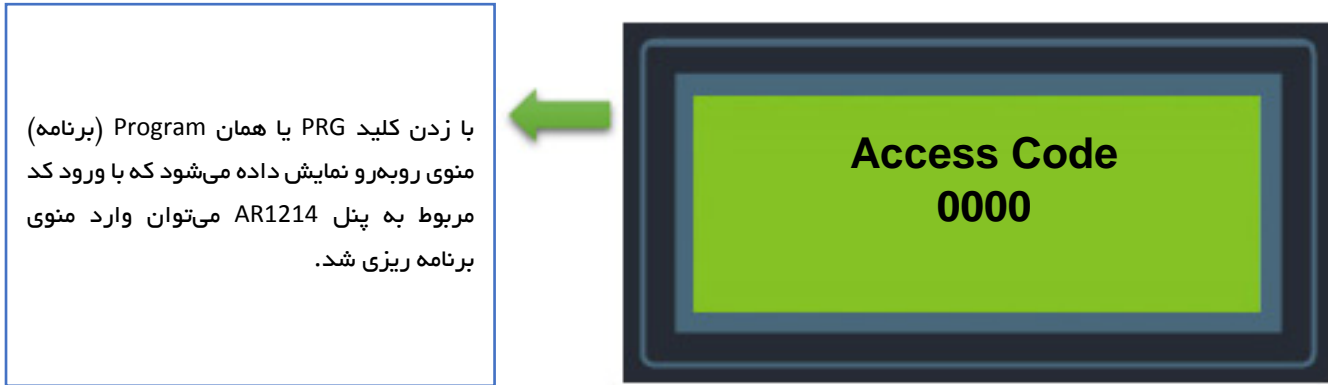 با زدن کلید PRG یا همان Program (برنامه)
منوی روبه‌رو نمایش داده می‌شود که با ورود کد
مربوط به پنل AR1214 می‌توان وارد منوی
برنامه ریزی شد.
Access Code
0000